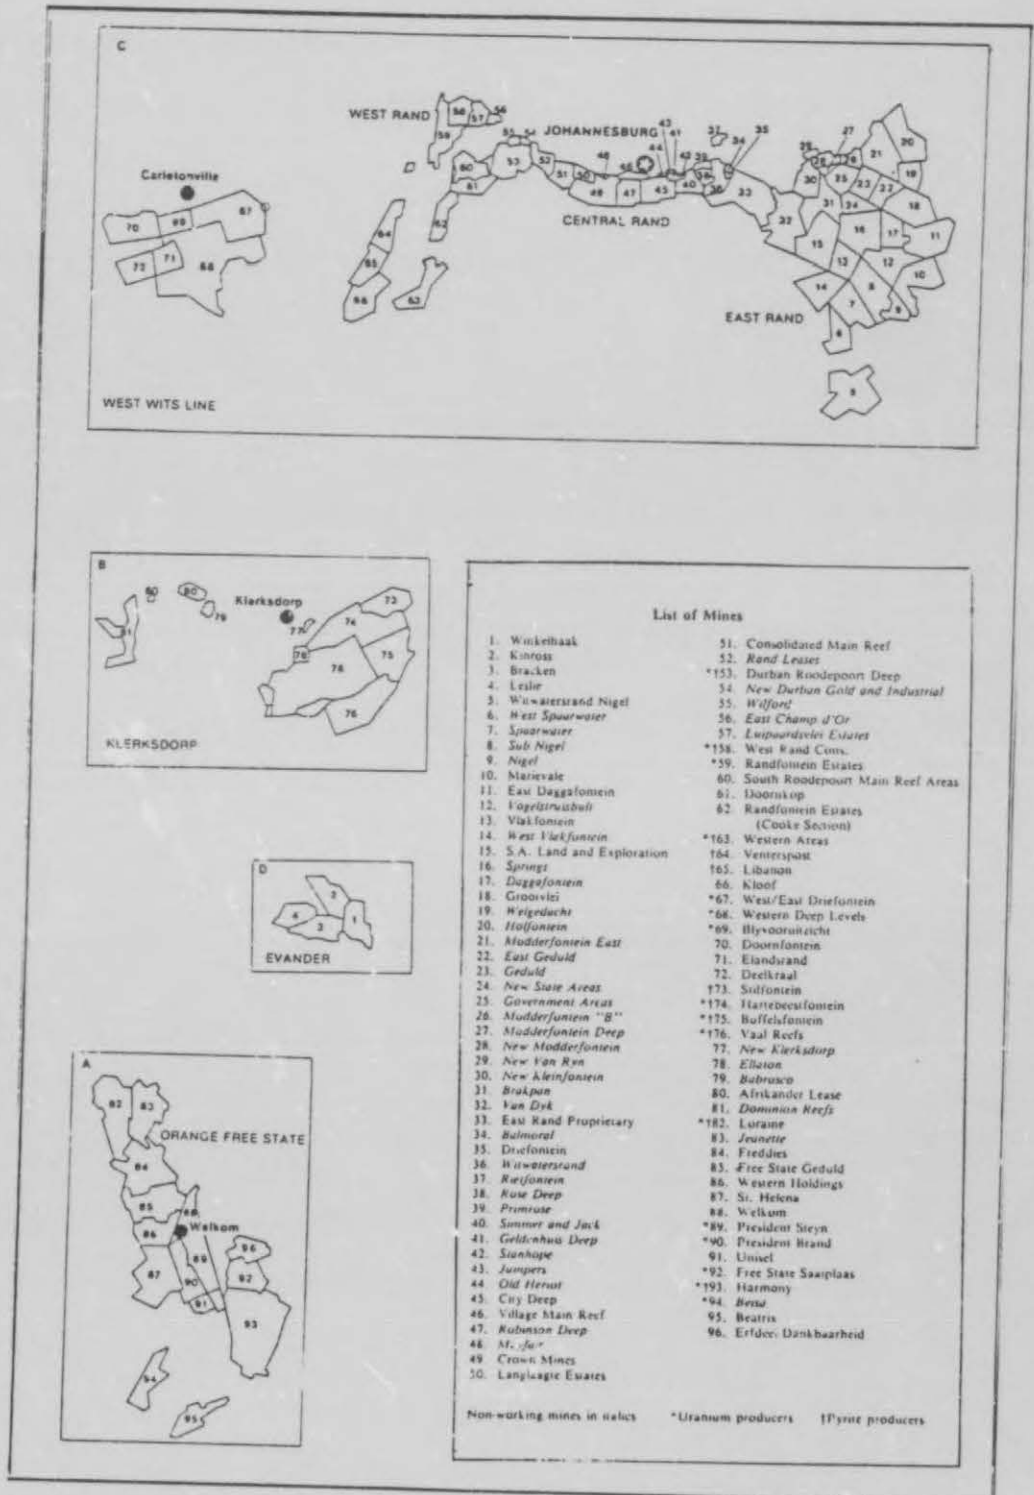 C
WEST RAND
JOHANNESBURG
Carletonville
CENTRAL RAND
EAST RAND
WEST WITS LINE
B
Klerksdorp
KLERKSDORP
D
EVANDER
A
ORANGE FREE STATE
Welkom
List of Mines
1. Winkelhaak
2. Kinross
3. Bracken
4. Leslie
5. Witwatersrand Nigel
6. West Spaarwater
7. Spaarwater
8. Sub Nigel
9. Nigel
10. Marievale
11. East Daggafontein
12. Vogelstruisbult
13. Vlakfontein
14. West Vlakfontein
15. S.A. Land and Exploration
16. Springs
17. Daggafontein
18. Grootvlei
19. Welgedacht
20. Holfontein
21. Modderfontein East
22. East Geduld
23. Geduld
24. New State Areas
25. Government Areas
26. Modderfontein "B"
27. Modderfontein Deep
28. New Modderfontein
29. New Van Ryn
30. New Kleinfontein
31. Brakpan
32. Van Dyk
33. East Rand Proprietary
34. Balmoral
35. Driefontein
36. Witwatersrand
37. Rietfontein
38. Rose Deep
39. Primrose
40. Simmer and Jack
41. Geldenhuis Deep
42. Stanhope
43. Jumpers
44. Old Heriot
45. City Deep
46. Village Main Reef
47. Robinson Deep
48.
49. Crown Mines
50. Langlaagte Estates
51. Consolidated Main Reef
52. Rand Leases
*†53. Durban Roodepoort Deep
54. New Durban Gold and Industrial
55. Wilford
56. East Champ d'Or
57. Luipaardsvlei Estates
*†58. West Rand Cons.
*59. Randfontein Estates
60. South Roodepoort Main Reef Areas
61. Doornkop
62. Randfontein Estates
(Cooke Section)
*†63. Western Areas
†64. Venterspost
†65. Libanon
66. Kloof
*67. West/East Driefontein
*68. Western Deep Levels
*69. Blyvooruitzicht
70. Doornfontein
71. Elandsrand
72. Deelkraal
†73. Stilfontein
*†74. Hartebeestfontein
*†75. Buffelsfontein
*†76. Vaal Reefs
77. New Klerksdorp
78. Ellaton
79. Babrosco
80. Afrikander Lease
81. Dominion Reefs
*†82. Loraine
83. Jeanette
84. Freddies
85. Free State Geduld
86. Western Holdings
87. St. Helena
88. Welkom
*89. President Steyn
*90. President Brand
91. Unisel
*92. Free State Saaiplaas
*†93. Harmony
*94. Beisa
95. Beatrix
96. Erfdeel Dankbaarheid
Non-working mines in italics *Uranium producers †Pyrite producers